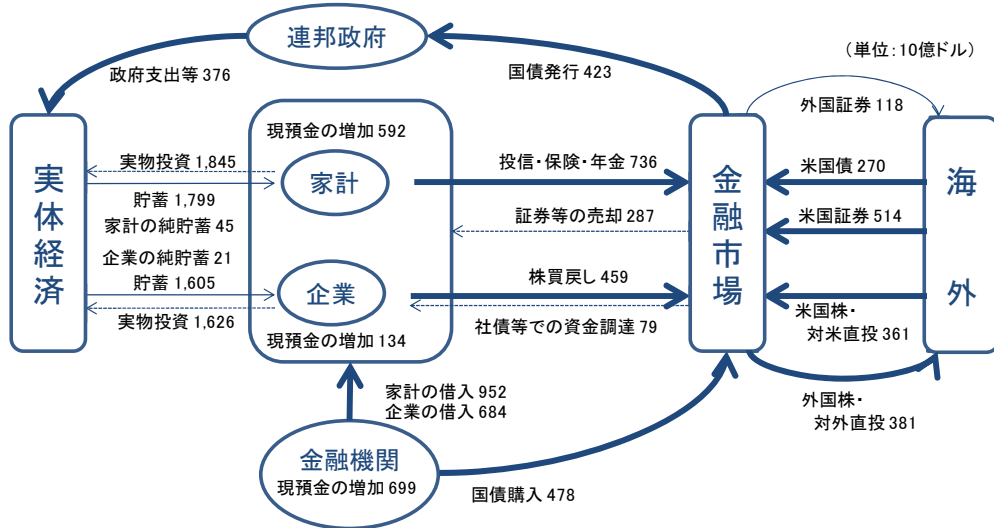 連邦政府
(単位:10億ドル)
政府支出等 376
国債発行 423
外国証券 118
現預金の増加 592
実物投資 1,845
家計
投信・保険・年金 736
米国債 270
貯蓄 1,799
証券等の売却 287
米国証券 514
家計の純貯蓄 45
実体経済
金融市場
海外
企業の純貯蓄 21
貯蓄 1,605
企業
株買戻し 459
実物投資 1,626
社債等での資金調達 79
米国株・
対米直投 361
現預金の増加 134
家計の借入 952
企業の借入 684
外国株・
対外直投 381
金融機関
現預金の増加 699
国債購入 478